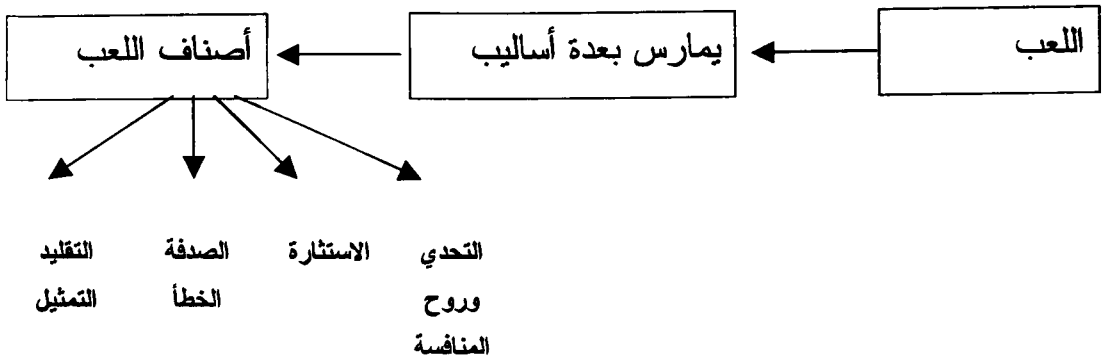 اللعب
يمارس بعدة أساليب
أصناف اللعب
التحدي
وروح
المنافسة
الاستثارة
الصدفة
الخطأ
التقليد
التمثيل